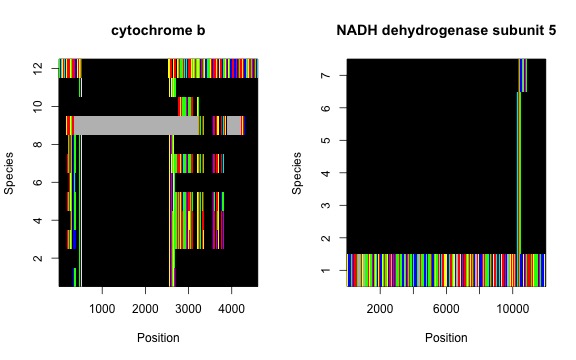 cytochrome b
Species
2 4 6 8 10 12
1000 2000 3000 4000
Position
NADH dehydrogenase subunit 5
Species
1 2 3 4 5 6 7
2000 6000 10000
Position